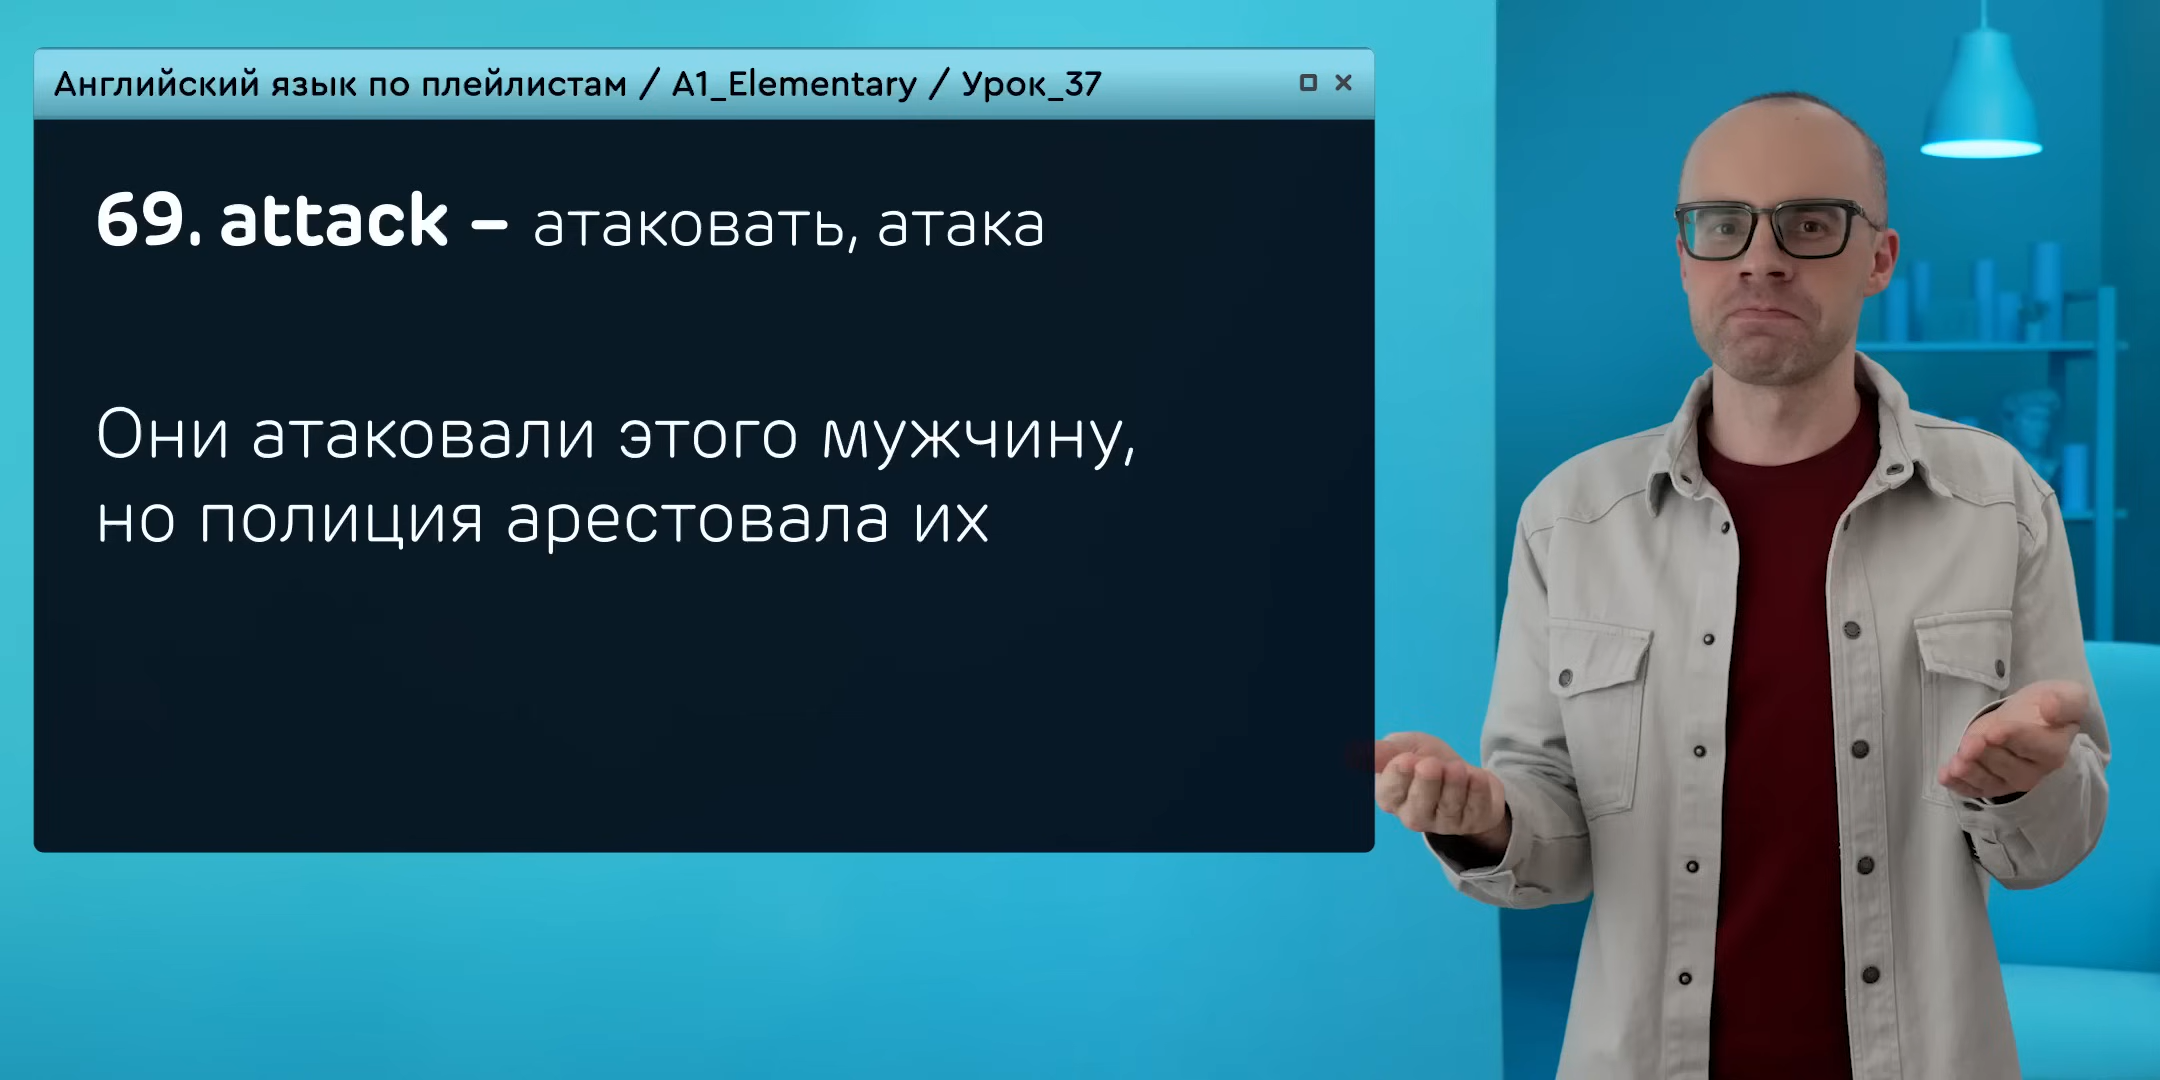 Английский язык по плейлистам / A1_Elementary / Урок_37
69. attack – атаковать, атака
Они атаковали этого мужчину,
но полиция арестовала их